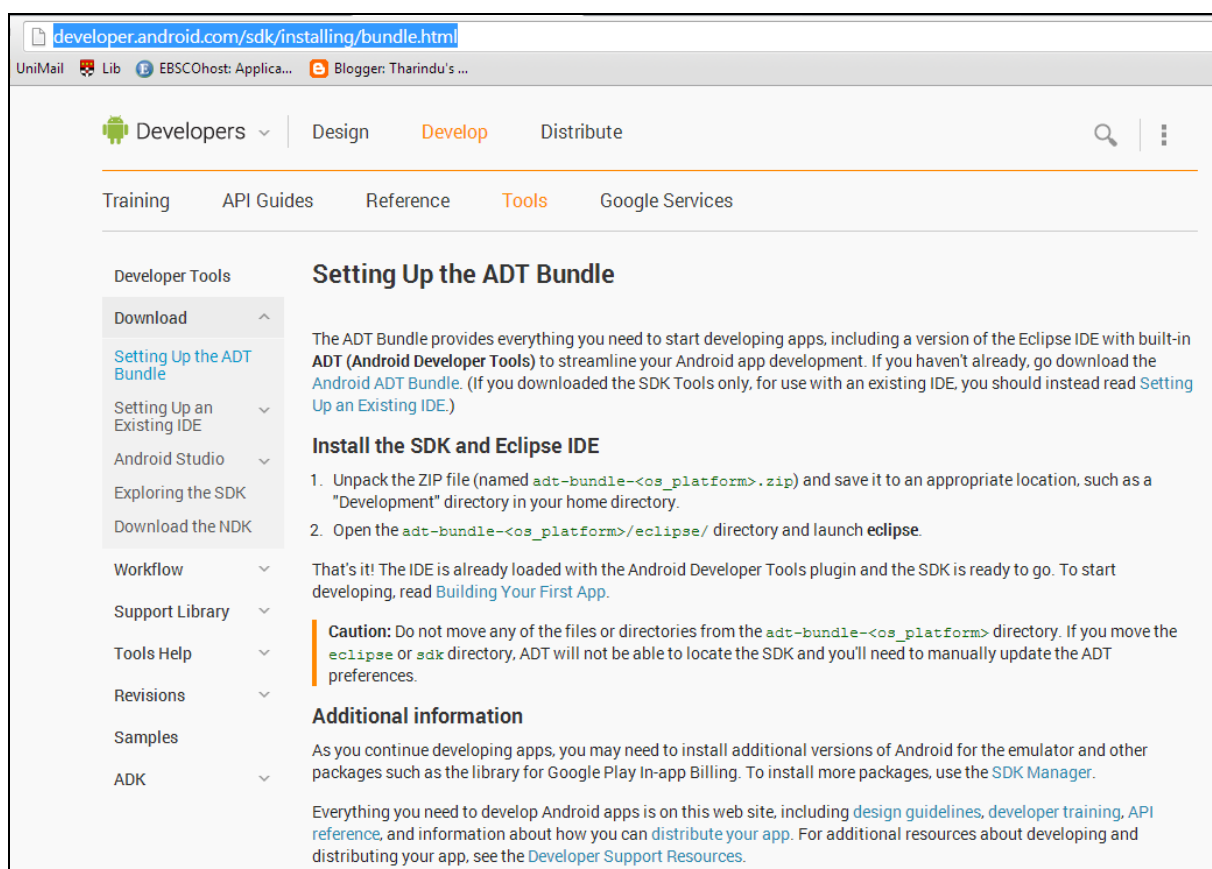 developer.android.com/sdk/installing/bundle.html
UniMail Lib EBSCOhost: Applica... Blogger: Tharindu's ...
Developers Design Develop Distribute
Training API Guides Reference Tools Google Services
Developer Tools
Download
Setting Up the ADT
Bundle
Setting Up an
Existing IDE
Android Studio
Exploring the SDK
Download the NDK
Workflow
Support Library
Tools Help
Revisions
Samples
ADK
Setting Up the ADT Bundle
The ADT Bundle provides everything you need to start developing apps, including a version of the Eclipse IDE with built-in
ADT (Android Developer Tools) to streamline your Android app development. If you haven't already, go download the
Android ADT Bundle. (If you downloaded the SDK Tools only, for use with an existing IDE, you should instead read Setting
Up an Existing IDE.)
Install the SDK and Eclipse IDE
1. Unpack the ZIP file (named adt-bundle-<os_platform>.zip) and save it to an appropriate location, such as a
"Development" directory in your home directory.
2. Open the adt-bundle-<os_platform>/eclipse/ directory and launch eclipse.
That's it! The IDE is already loaded with the Android Developer Tools plugin and the SDK is ready to go. To start
developing, read Building Your First App.
Caution: Do not move any of the files or directories from the adt-bundle-<os_platform> directory. If you move the
eclipse or sdk directory, ADT will not be able to locate the SDK and you'll need to manually update the ADT
preferences.
Additional information
As you continue developing apps, you may need to install additional versions of Android for the emulator and other
packages such as the library for Google Play In-app Billing. To install more packages, use the SDK Manager.
Everything you need to develop Android apps is on this web site, including design guidelines, developer training, API
reference, and information about how you can distribute your app. For additional resources about developing and
distributing your app, see the Developer Support Resources.